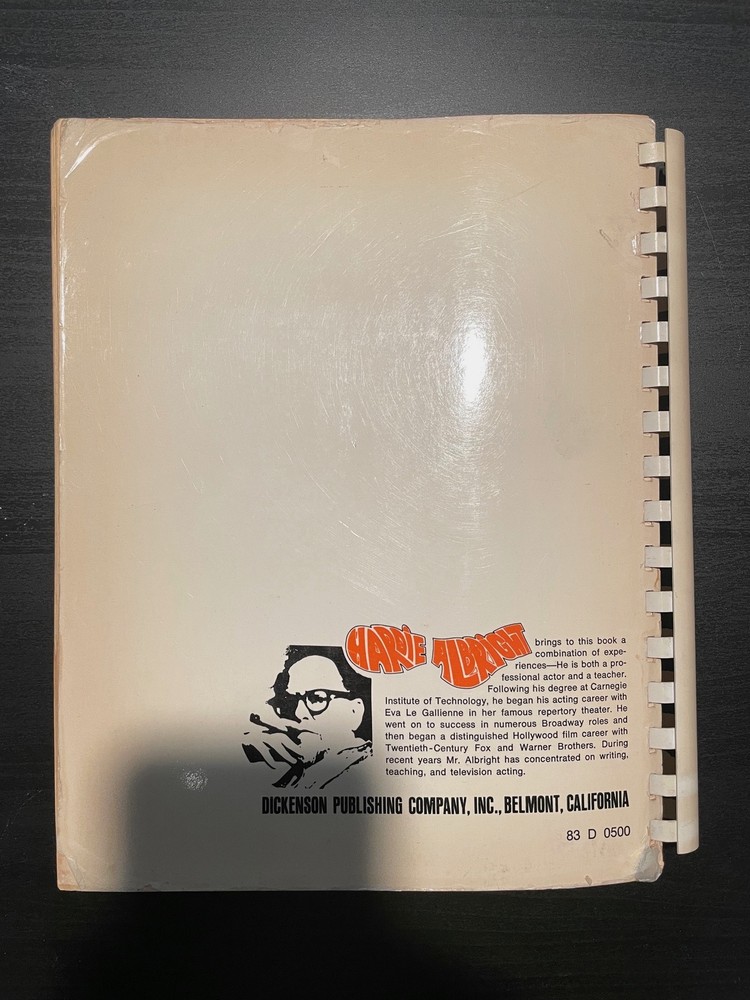 HARDIE ALBRIGHT brings to this book a
combination of expe-
riences—He is both a pro-
fessional actor and a teacher.
Following his degree at Carnegie
Institute of Technology, he began his acting career with
Eva Le Gallienne in her famous repertory theater. He
went on to success in numerous Broadway roles and
then began a distinguished Hollywood film career with
Twentieth-Century Fox and Warner Brothers. During
recent years Mr. Albright has concentrated on writing,
teaching, and television acting.
DICKENSON PUBLISHING COMPANY, INC., BELMONT, CALIFORNIA
83 D 0500